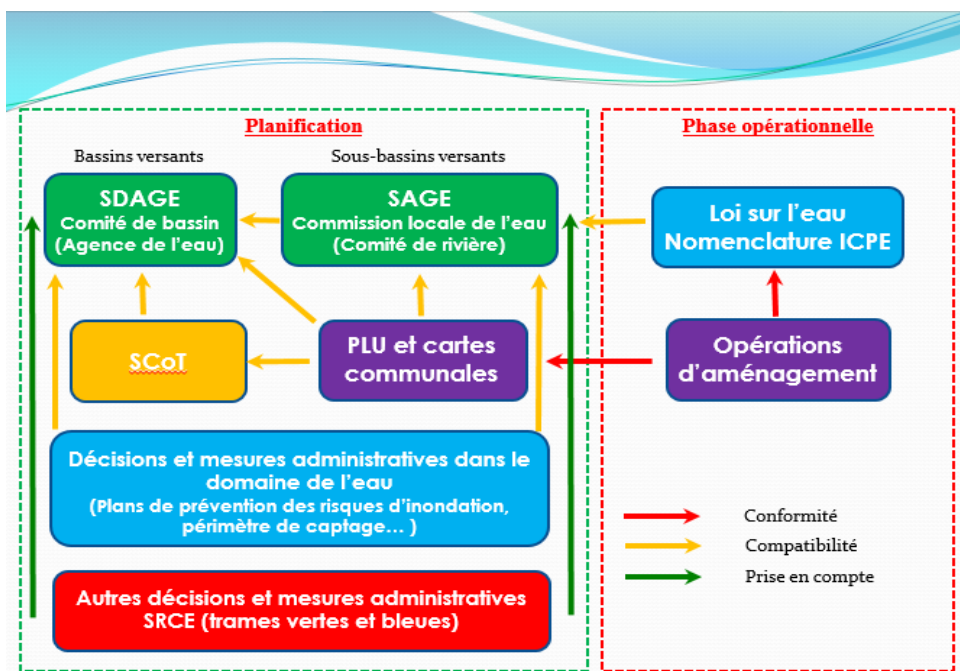 Planification
Phase opérationnelle
Bassins versants
Sous-bassins versants
SDAGE
Comité de bassin
(Agence de l'eau)
SAGE
Commission locale de l'eau
(Comité de rivière)
Loi sur l'eau
Nomenclature ICPE
SCoT
PLU et cartes
communales
Opérations
d'aménagement
Décisions et mesures administratives dans le
domaine de l'eau
(Plans de prévention des risques d'inondation,
périmètre de captage... )
Autres décisions et mesures administratives
SRCE (trames vertes et bleues)
Conformité
Compatibilité
Prise en compte